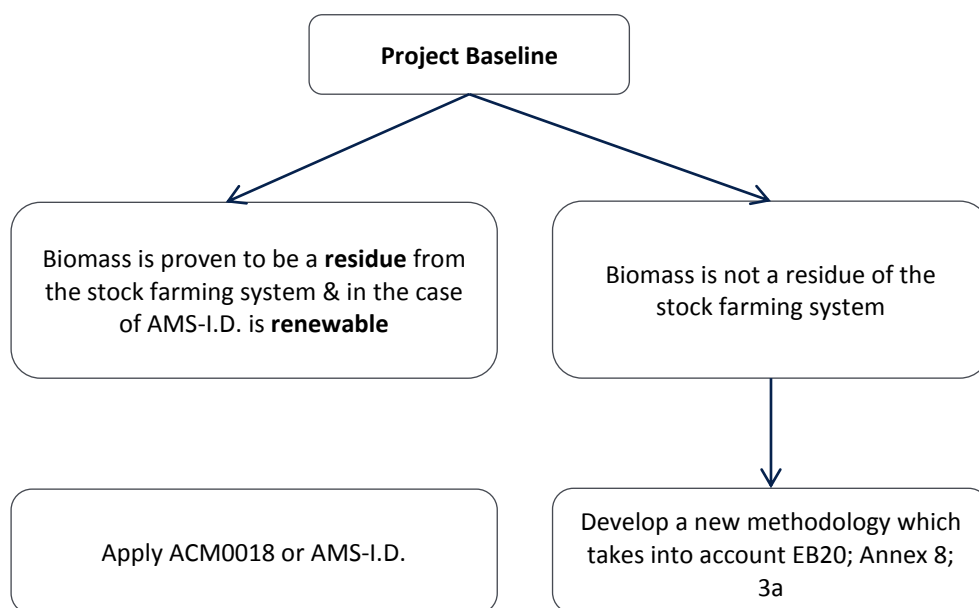 Project Baseline
Biomass is proven to be a residue from
the stock farming system & in the case
of AMS-I.D. is renewable
Biomass is not a residue of the
stock farming system
Apply ACM0018 or AMS-I.D.
Develop a new methodology which
takes into account EB20; Annex 8;
3a